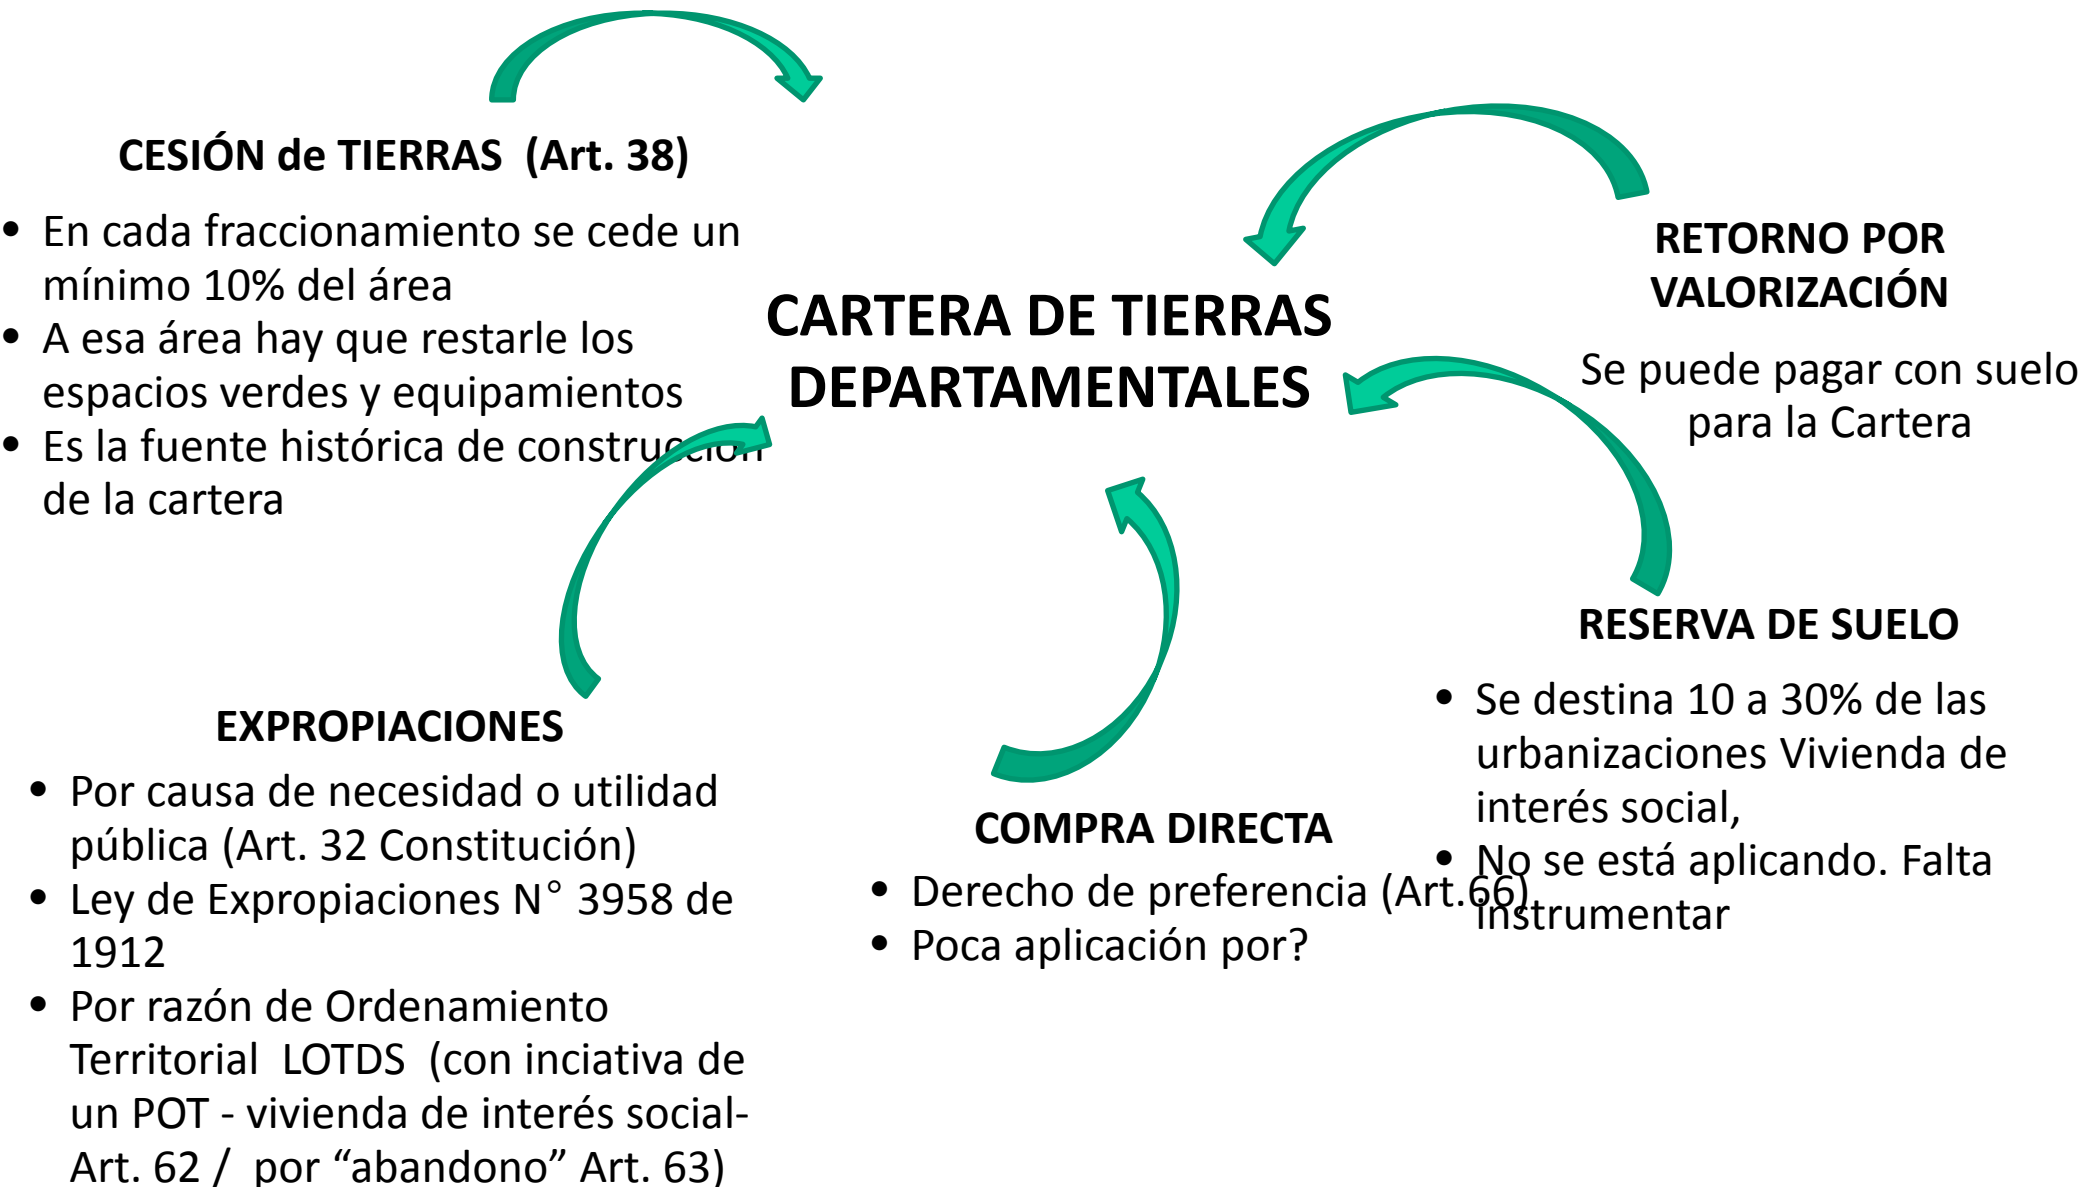 CESIÓN de TIERRAS (Art. 38)
• En cada fraccionamiento se cede un
mínimo 10% del área
• A esa área hay que restarle los
espacios verdes y equipamientos
• Es la fuente histórica de construcción
de la cartera
CARTERA DE TIERRAS
DEPARTAMENTALES
RETORNO POR
VALORIZACIÓN
Se puede pagar con suelo
para la Cartera
EXPROPIACIONES
• Por causa de necesidad o utilidad
pública (Art. 32 Constitución)
• Ley de Expropiaciones N° 3958 de
1912
• Por razón de Ordenamiento
Territorial LOTDS (con inciativa de
un POT - vivienda de interés social-
Art. 62 / por “abandono” Art. 63)
COMPRA DIRECTA
• Derecho de preferencia (Art.66)
• Poca aplicación por?
RESERVA DE SUELO
• Se destina 10 a 30% de las
urbanizaciones Vivienda de
interés social,
• No se está aplicando. Falta
instrumentar